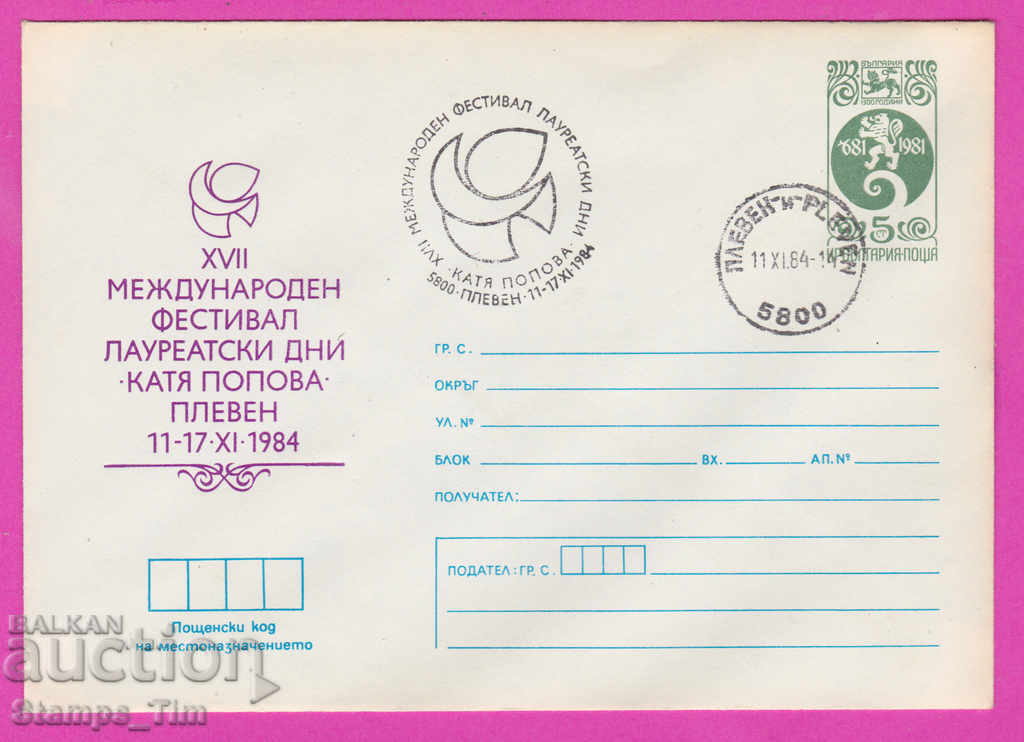 XVII
МЕЖДУНАРОДЕН
ФЕСТИВАЛ
ЛАУРЕАТСКИ ДНИ
·КАТЯ ПОПОВА·
ПЛЕВЕН
11-17·XI·1984
XVII МЕЖДУНАРОДЕН ФЕСТИВАЛ ЛАУРЕАТСКИ ДНИ
·КАТЯ ПОПОВА·
5800·ПЛЕВЕН·11-17·XI·1984
БЪЛГАРИЯ
1300 ГОДИНИ
681 1981
5 СТ
ПЛЕВЕН-и-PLEVEN
11 XI.84-14
5800
ГР. С.
ОКРЪГ
УЛ. №
БЛОК ВХ. АП. №
ПОЛУЧАТЕЛ:
ПОДАТЕЛ: ГР. С.
Пощенски код
на местоназначението
BALKAN
auction
Stamps_Tim